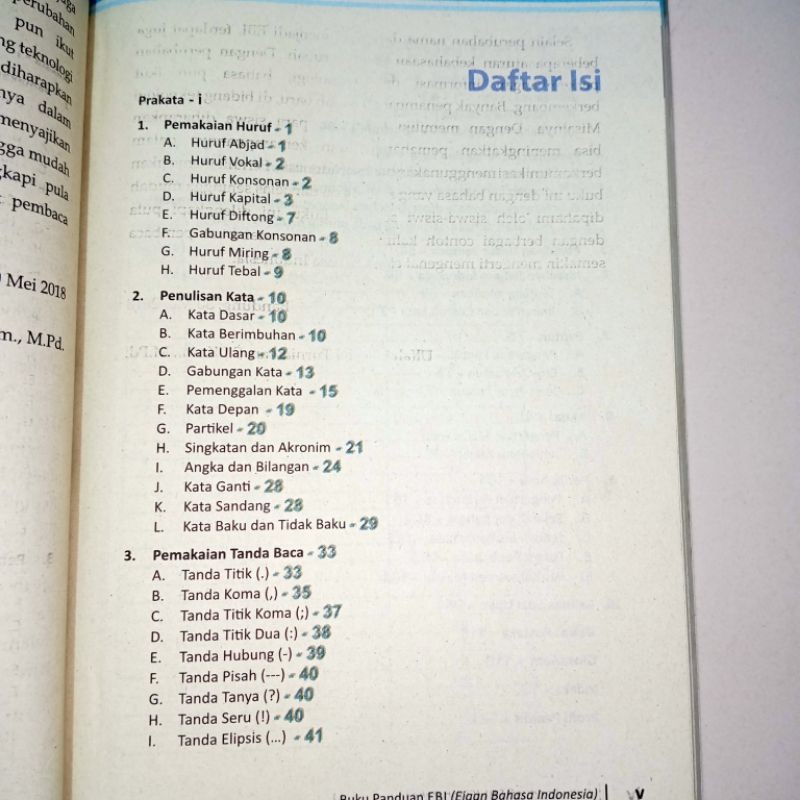 perubahan
pun ikut
teknologi
diharapkan
dalam
menyajikan
mudah
pula
pembaca
Mei 2018
M.Pd.
Daftar Isi
Prakata - i
1. Pemakaian Huruf - 1
A. Huruf Abjad - 1
B. Huruf Vokal - 2
C. Huruf Konsonan - 2
D. Huruf Kapital - 3
E. Huruf Diftong - 7
F. Gabungan Konsonan - 8
G. Huruf Miring - 8
H. Huruf Tebal - 9
2. Penulisan Kata - 10
A. Kata Dasar - 10
B. Kata Berimbuhan - 10
C. Kata Ulang - 12
D. Gabungan Kata - 13
E. Pemenggalan Kata - 15
F. Kata Depan - 19
G. Partikel - 20
H. Singkatan dan Akronim - 21
I. Angka dan Bilangan - 24
J. Kata Ganti - 28
K. Kata Sandang - 28
L. Kata Baku dan Tidak Baku - 29
3. Pemakaian Tanda Baca - 33
A. Tanda Titik (.) - 33
B. Tanda Koma (,) - 35
C. Tanda Titik Koma (;) - 37
D. Tanda Titik Dua (:) - 38
E. Tanda Hubung (-) - 39
F. Tanda Pisah (---) - 40
G. Tanda Tanya (?) - 40
H. Tanda Seru (!) - 40
I. Tanda Elipsis (...) - 41
Buku Panduan EBI (Ejaan Bahasa Indonesia) | v